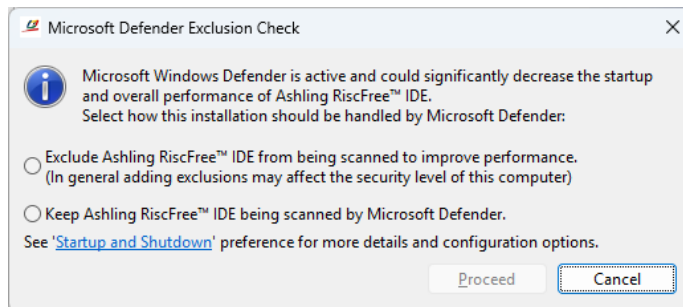 Microsoft Defender Exclusion Check
Microsoft Windows Defender is active and could significantly decrease the startup
and overall performance of Ashling RiscFree™ IDE.
Select how this installation should be handled by Microsoft Defender:
Exclude Ashling RiscFree™ IDE from being scanned to improve performance.
(In general adding exclusions may affect the security level of this computer)
Keep Ashling RiscFree™ IDE being scanned by Microsoft Defender.
See 'Startup and Shutdown' preference for more details and configuration options.
Proceed
Cancel